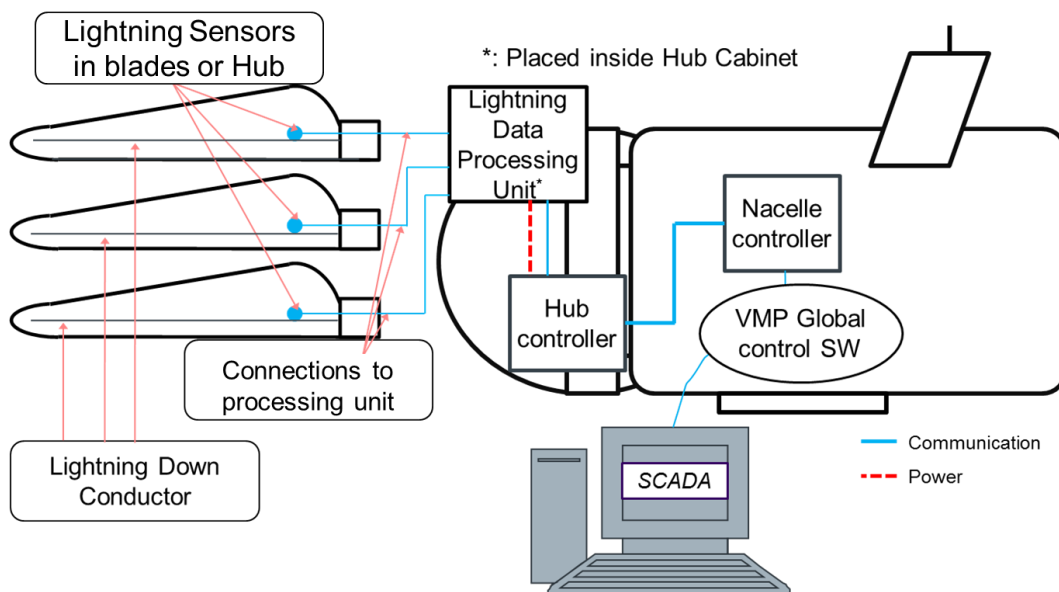 Lightning Sensors
in blades or Hub
*: Placed inside Hub Cabinet
Lightning
Data
Processing
Unit*
Nacelle
controller
Hub
controller
VMP Global
control SW
Connections to
processing unit
Lightning Down
Conductor
SCADA
Communication
Power